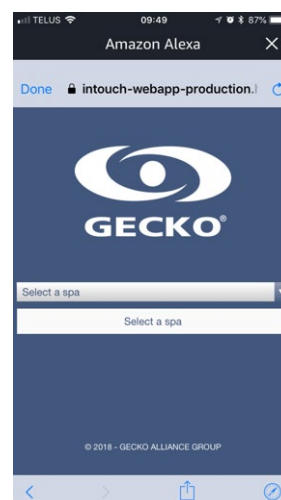 TELUS 09:49 87%
Amazon Alexa
Done intouch-webapp-production.
GECKO®
Select a spa
Select a spa
© 2018 - GECKO ALLIANCE GROUP